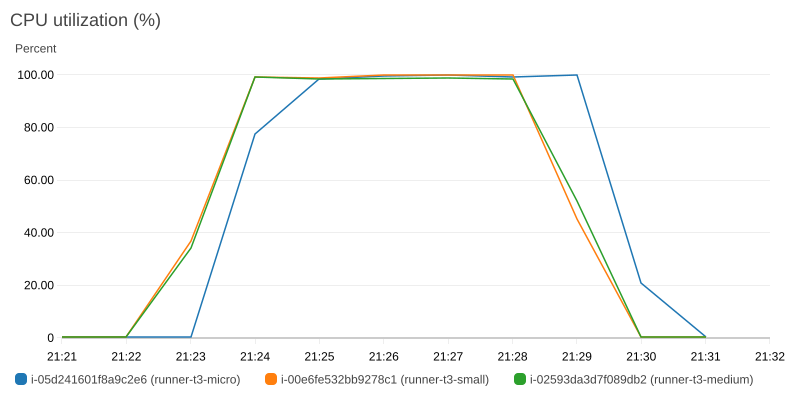 CPU utilization (%)
Percent
100.00
80.00
60.00
40.00
20.00
0
21:21 21:22 21:23 21:24 21:25 21:26 21:27 21:28 21:29 21:30 21:31 21:32
i-05d241601f8a9c2e6 (runner-t3-micro) i-00e6fe532bb9278c1 (runner-t3-small) i-02593da3d7f089db2 (runner-t3-medium)